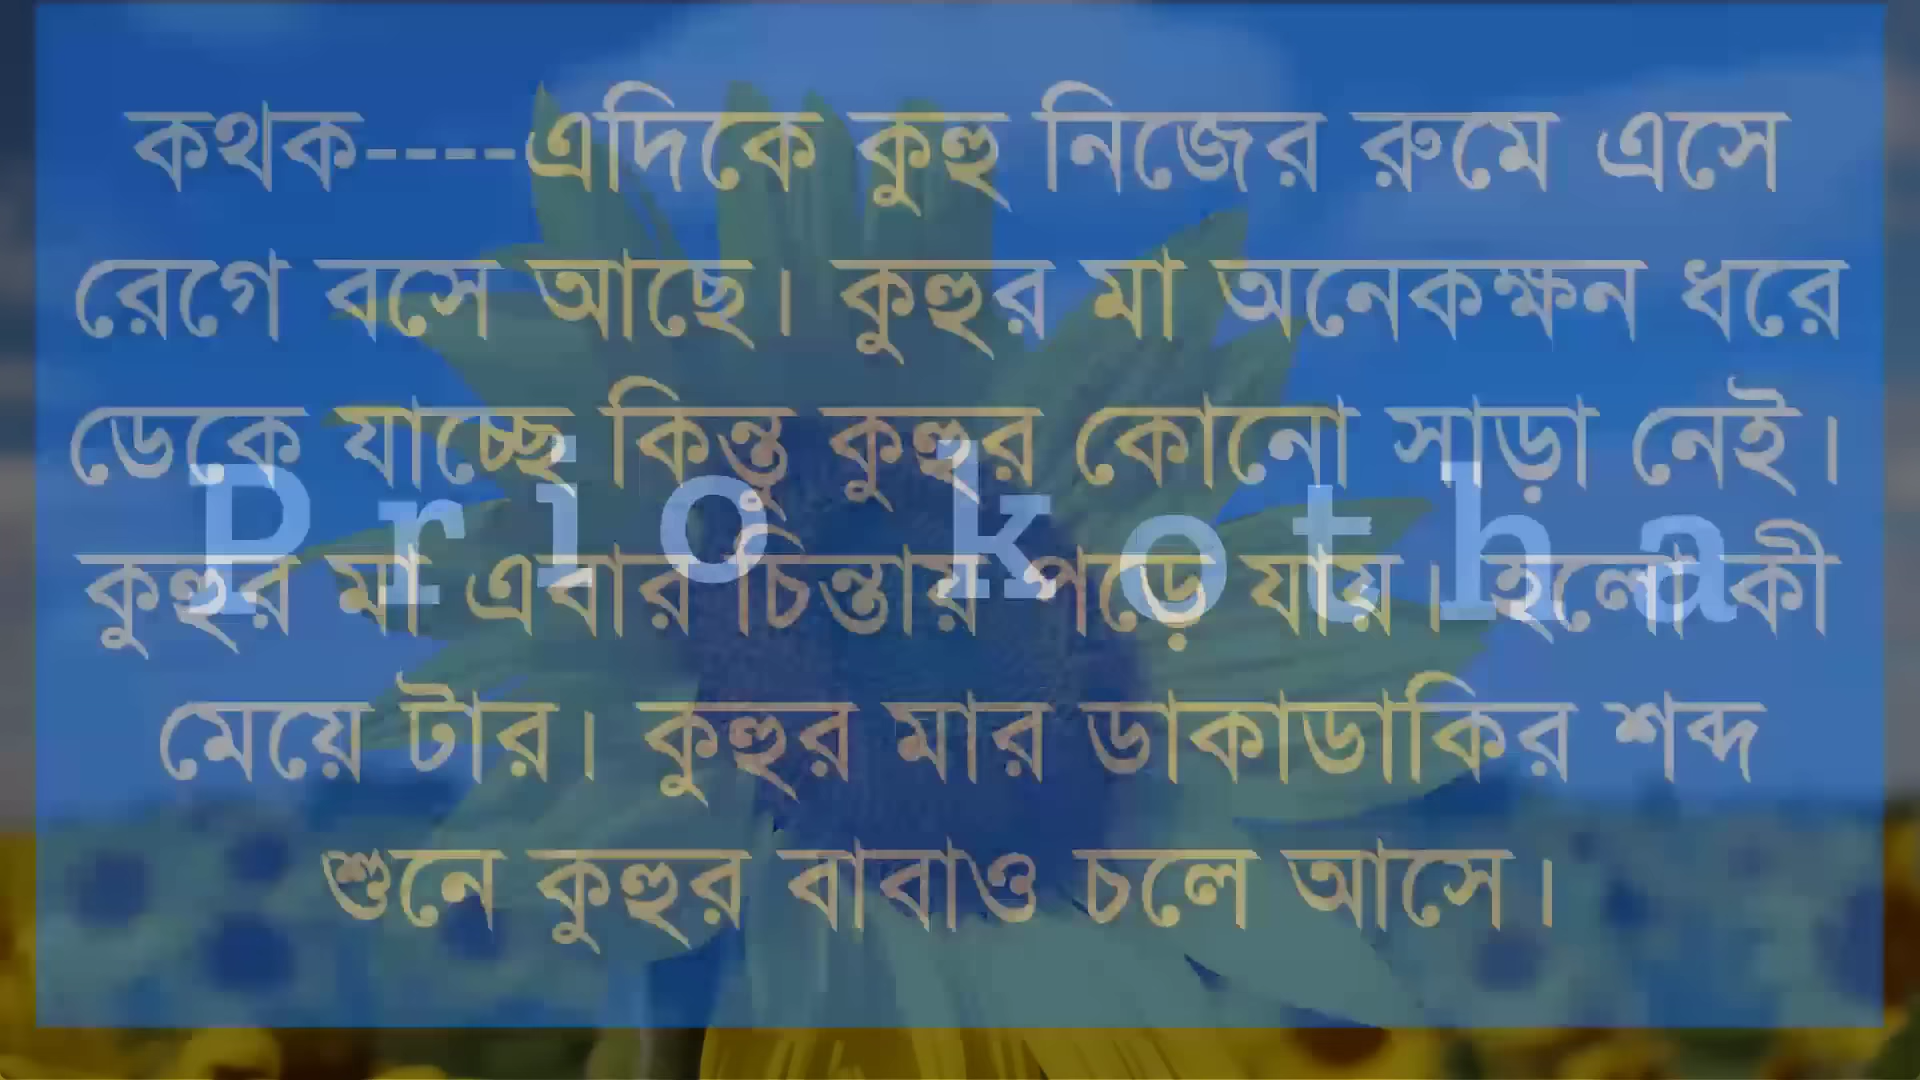 কথক----এদিকে কুহু নিজের রুমে এসে
রেগে বসে আছে। কুহুর মা অনেকক্ষন ধরে
ডেকে যাচ্ছে কিন্তু কুহুর কোনো সাড়া নেই।
Prio kotha
কুহুর মা এবার চিন্তায় পড়ে যায়। হলো কী
মেয়ে টার। কুহুর মার ডাকাডাকির শব্দ
শুনে কুহুর বাবাও চলে আসে।